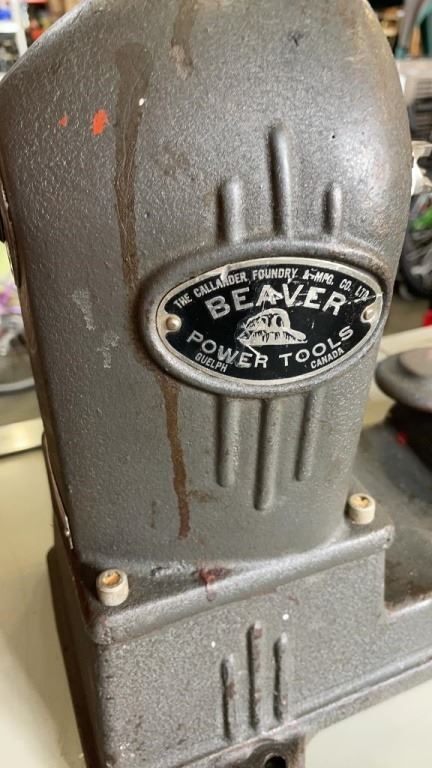 THE CALLANDER FOUNDRY & MFG. CO. LTD.
BEAVER
POWER TOOLS
GUELPH CANADA